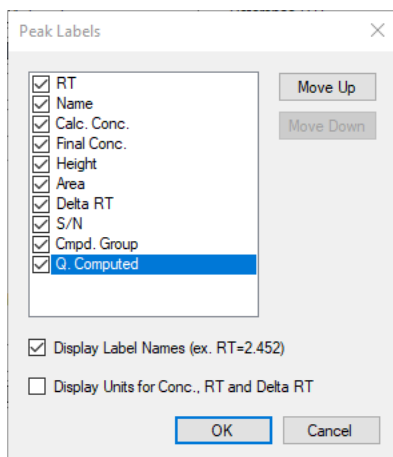 Peak Labels
RT
Name
Calc. Conc.
Final Conc.
Height
Area
Delta RT
S/N
Cmpd. Group
Q. Computed
Move Up
Move Down
Display Label Names (ex. RT=2.452)
Display Units for Conc., RT and Delta RT
OK
Cancel